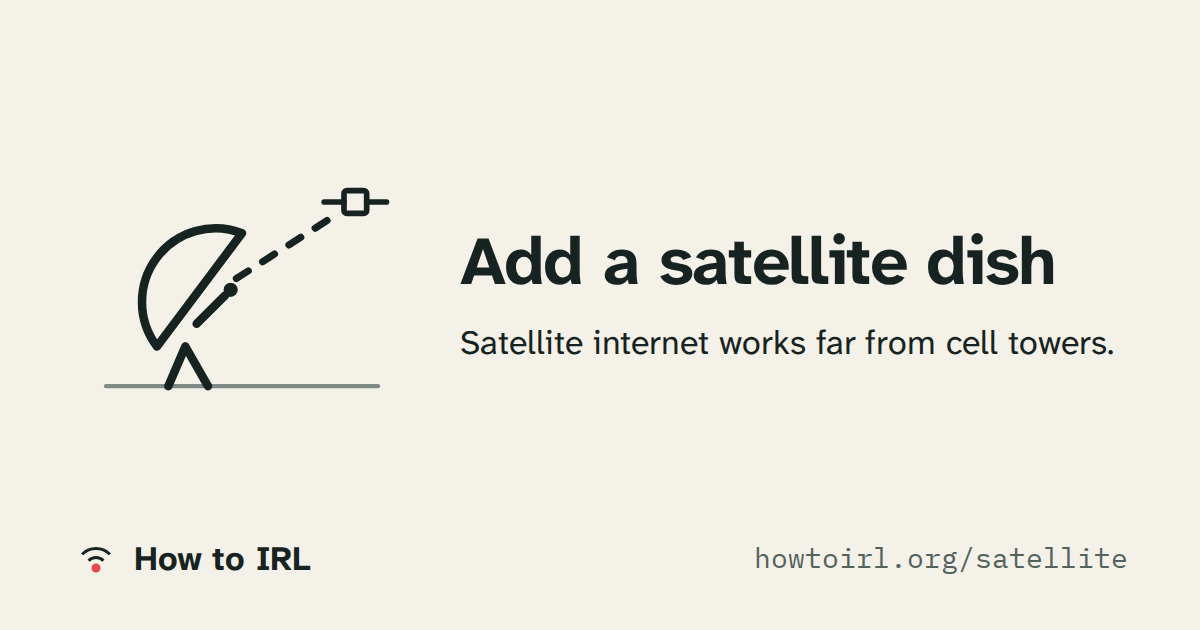 Add a satellite dish
Satellite internet works far from cell towers.
How to IRL
howtoirl.org/satellite